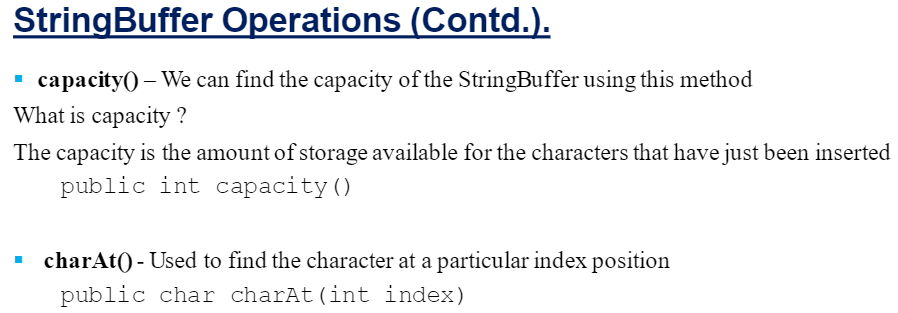 StringBuffer Operations (Contd.).
▪ capacity() – We can find the capacity of the StringBuffer using this method
What is capacity ?
The capacity is the amount of storage available for the characters that have just been inserted
public int capacity()
▪ charAt() - Used to find the character at a particular index position
public char charAt(int index)